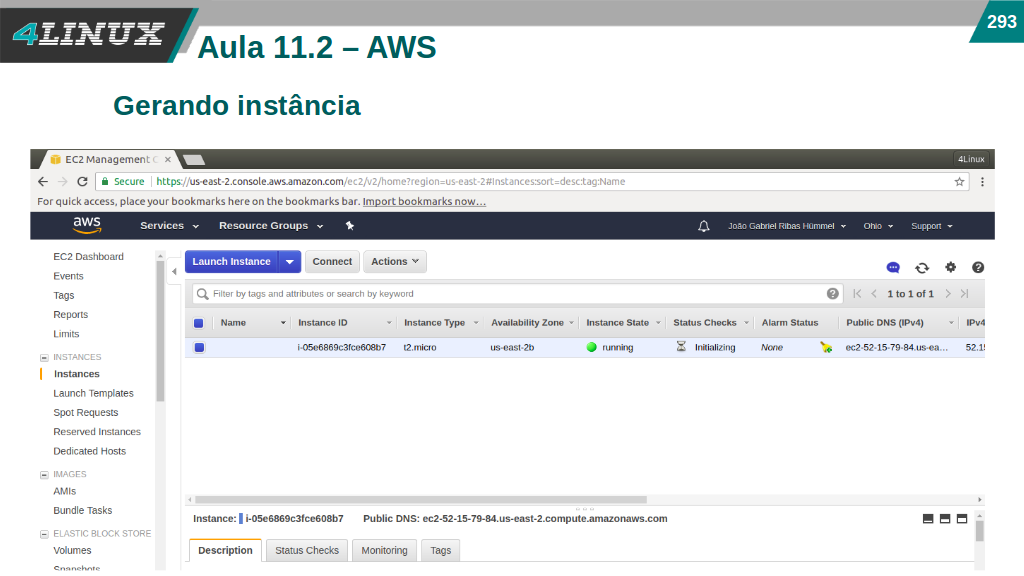 4LINUX
293
Aula 11.2 – AWS
Gerando instância
EC2 Management C
4Linux
Secure https://us-east-2.console.aws.amazon.com/ec2/v2/home?region=us-east-2#Instances:sort=desc:tag:Name
For quick access, place your bookmarks here on the bookmarks bar. Import bookmarks now…
aws Services Resource Groups João Gabriel Ribas Hümmel Ohio Support
EC2 Dashboard
Events
Tags
Reports
Limits
INSTANCES
Instances
Launch Templates
Spot Requests
Reserved Instances
Dedicated Hosts
IMAGES
AMIs
Bundle Tasks
ELASTIC BLOCK STORE
Volumes
Snapshots
Launch Instance Connect Actions
Filter by tags and attributes or search by keyword
1 to 1 of 1
Name Instance ID Instance Type Availability Zone Instance State Status Checks Alarm Status Public DNS (IPv4) IPv4
i-05e6869c3fce608b7 t2.micro us-east-2b running Initializing None ec2-52-15-79-84.us-ea… 52.1
Instance: i-05e6869c3fce608b7 Public DNS: ec2-52-15-79-84.us-east-2.compute.amazonaws.com
Description Status Checks Monitoring Tags